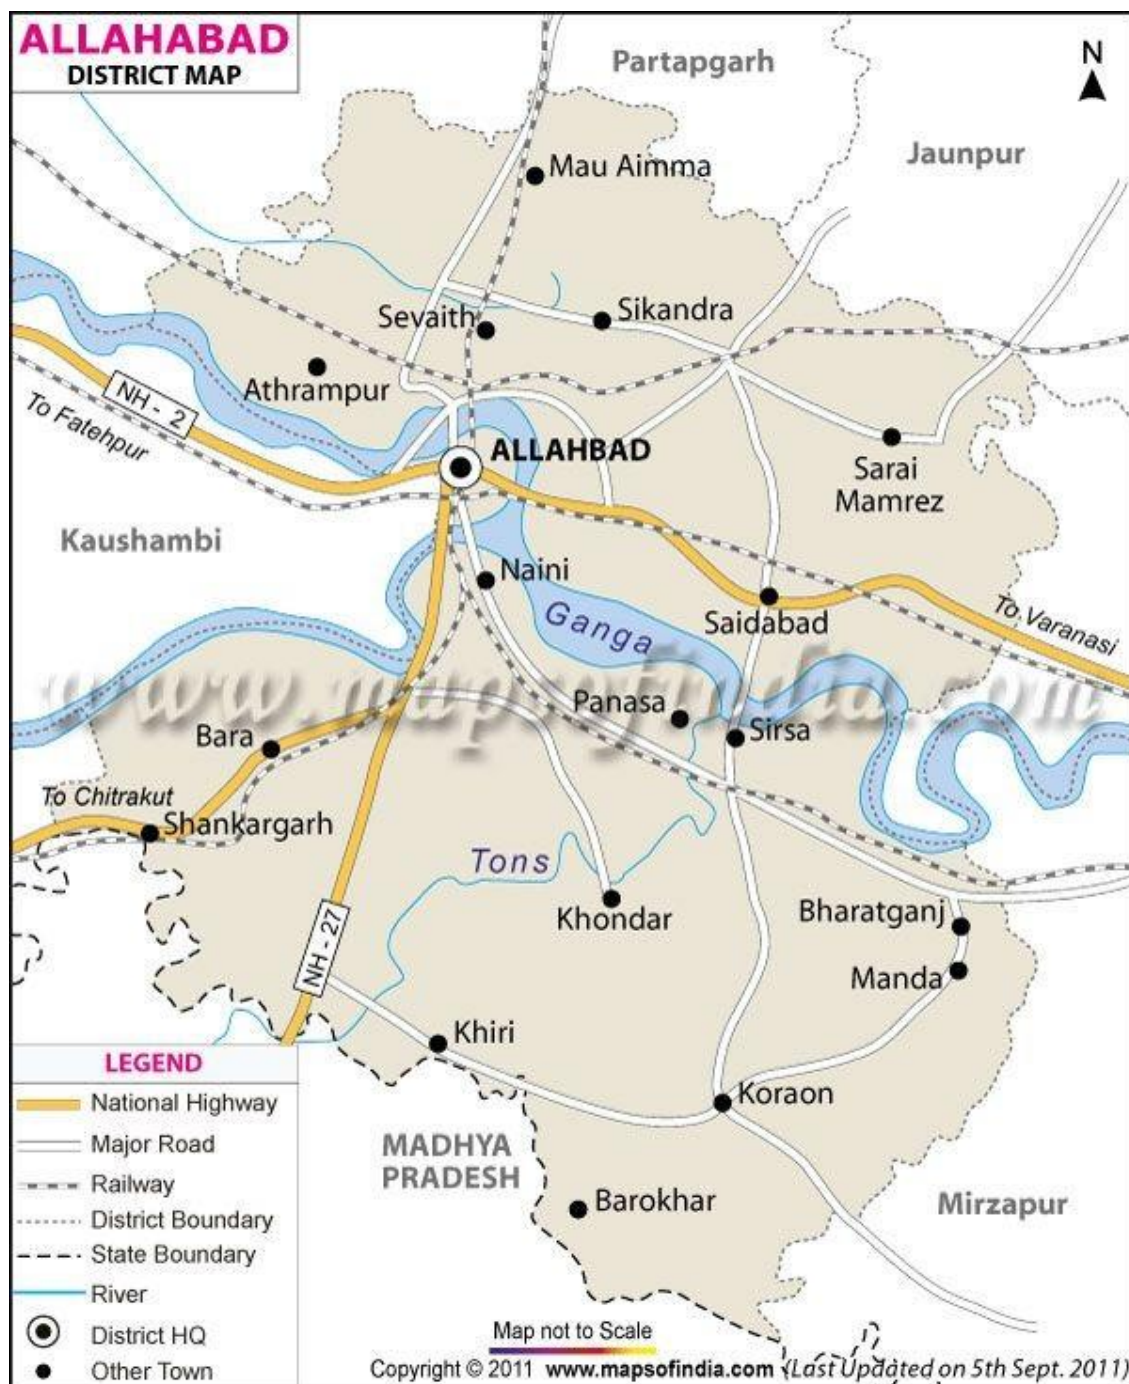 ALLAHABAD
DISTRICT MAP
Partapgarh
N
Jaunpur
Mau Aimma
Sevaith
Sikandra
Athrampur
NH - 2
To Fatehpur
ALLAHBAD
Sarai
Mamrez
Kaushambi
Naini
Ganga
Saidabad
To Varanasi
www.mapsofindia.com
Panasa
Sirsa
Bara
To Chitrakut
Shankargarh
Tons
Khondar
Bharatganj
NH - 27
Manda
Khiri
Koraon
MADHYA
PRADESH
Barokhar
Mirzapur
LEGEND
National Highway
Major Road
Railway
District Boundary
State Boundary
River
District HQ
Other Town
Map not to Scale
Copyright © 2011 www.mapsofindia.com (Last Updated on 5th Sept. 2011)